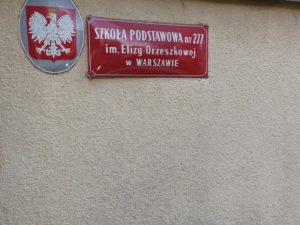 SZKOŁA PODSTAWOWA nr 277
im. Elizy Orzeszkowej
w WARSZAWIE